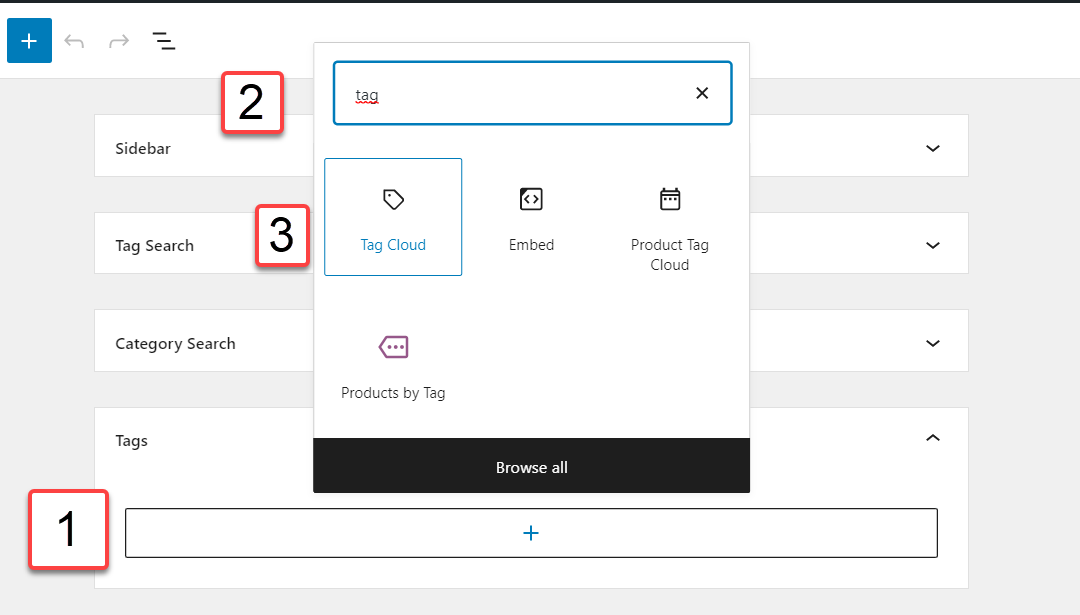 2
tag
Sidebar
3
Tag Cloud
Embed
Product Tag
Cloud
Tag Search
Category Search
Products by Tag
Tags
Browse all
1